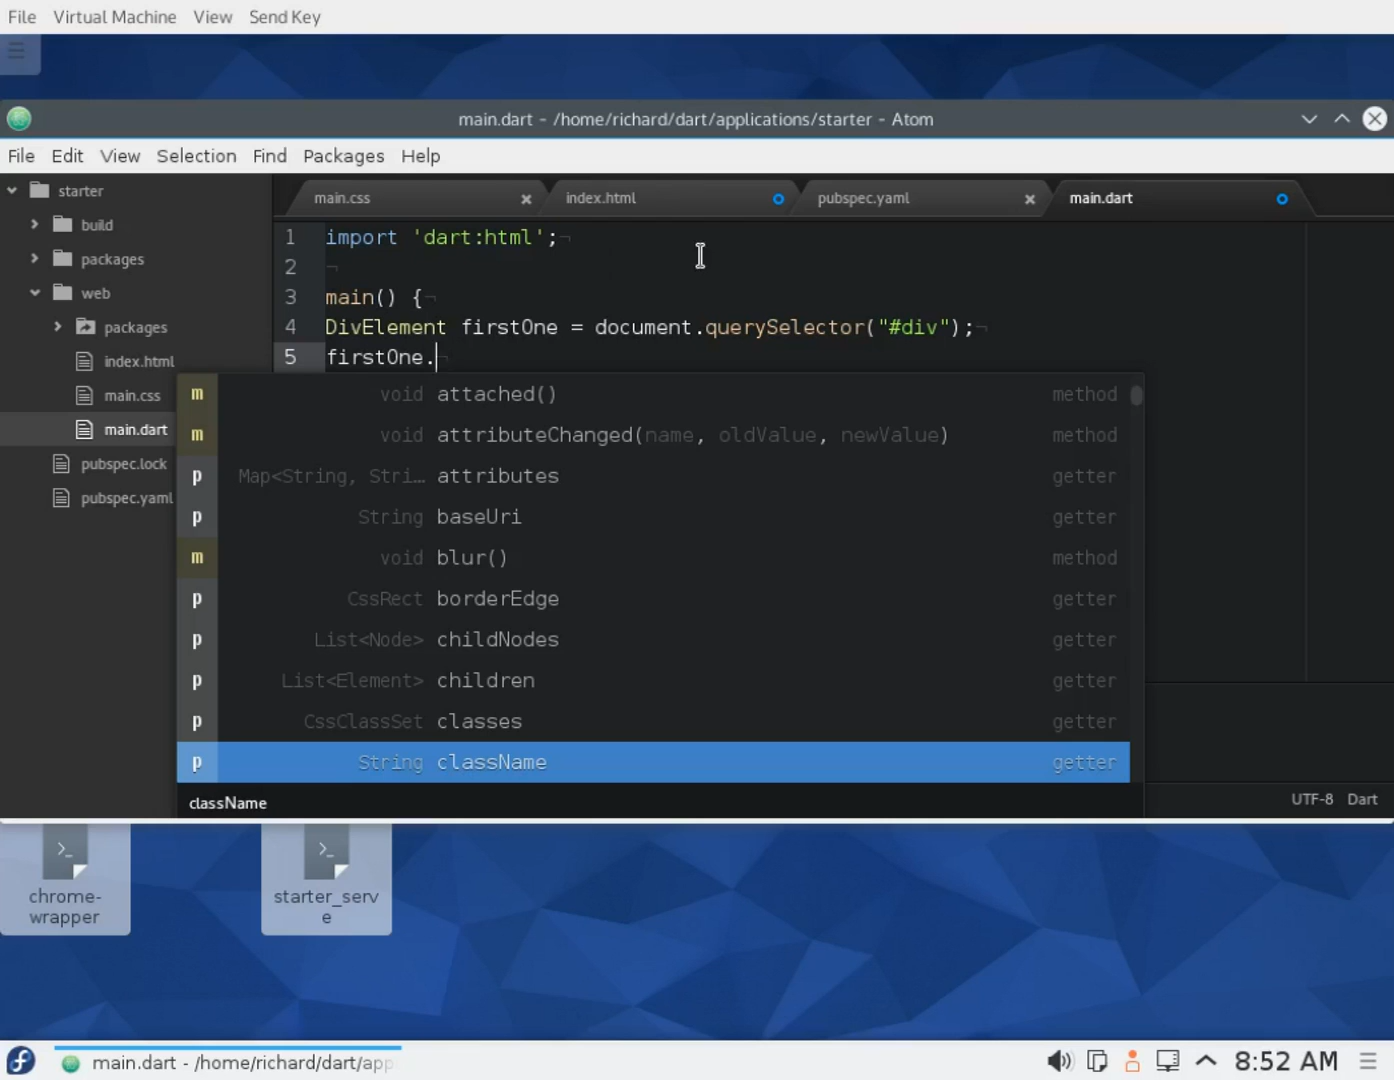 File Virtual Machine View Send Key
main.dart - /home/richard/dart/applications/starter - Atom
File Edit View Selection Find Packages Help
starter
build
packages
web
packages
index.html
main.css
main.dart
pubspec.lock
pubspec.yaml
main.css index.html pubspec.yaml main.dart
1 import 'dart:html';¬
2 ¬
3 main() {¬
4 DivElement firstOne = document.querySelector("#div");¬
5 firstOne.¬
m void attached() method
m void attributeChanged(name, oldValue, newValue) method
p Map<String, Stri… attributes getter
p String baseUri getter
m void blur() method
p CssRect borderEdge getter
p List<Node> childNodes getter
p List<Element> children getter
p CssClassSet classes getter
p String className getter
className
UTF-8 Dart
chrome-
wrapper
starter_serv
e
main.dart - /home/richard/dart/app
8:52 AM